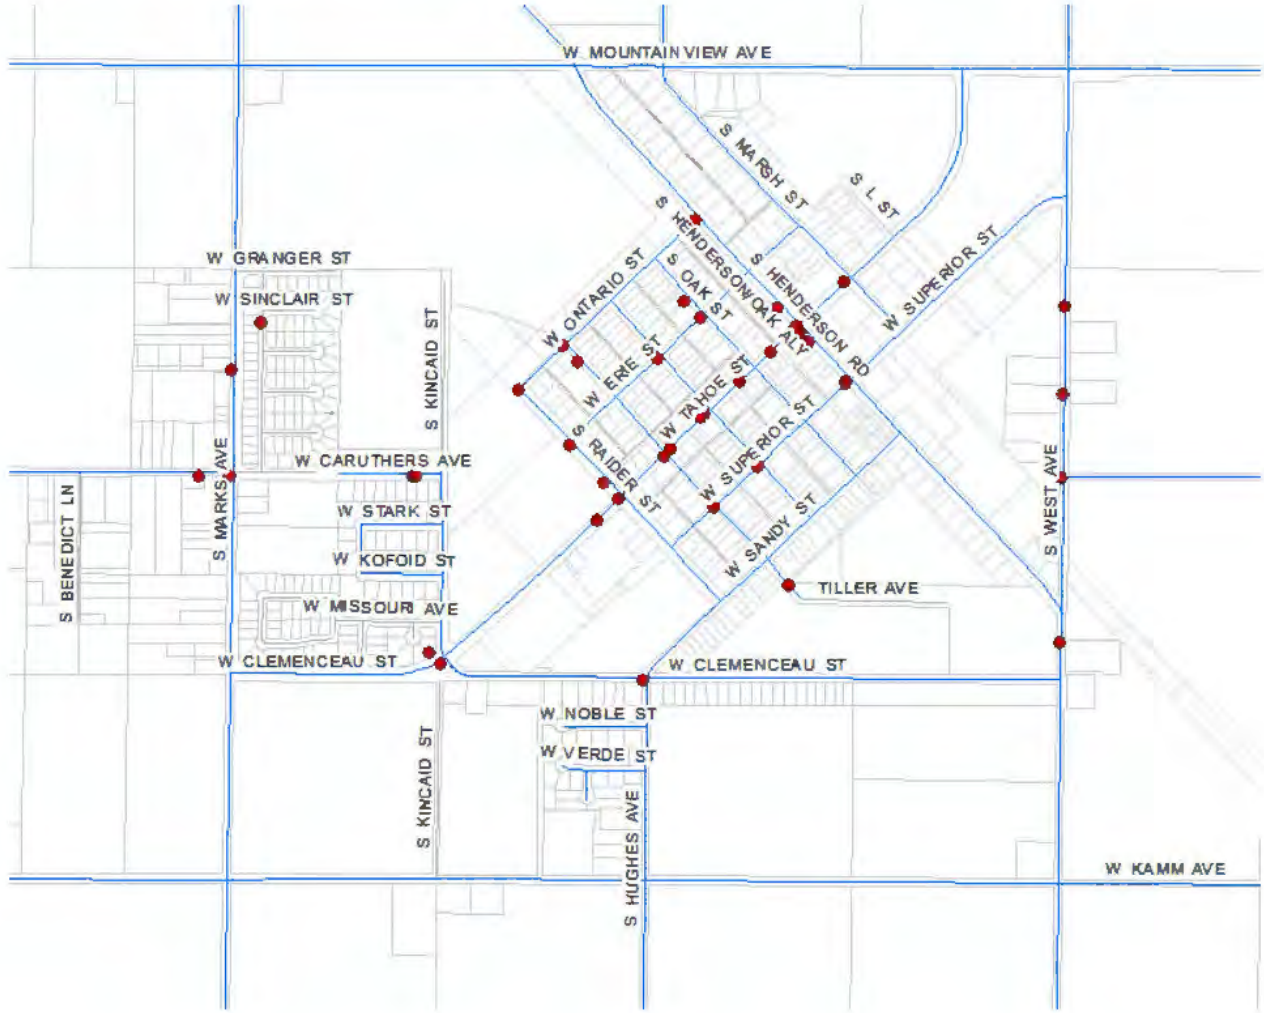 W MOUNTAIN VIEW AVE
S MARSH ST
S L ST
S HENDERSON/OAK ALY
S HENDERSON RD
W SUPERIOR ST
W GRANGER ST
W ONTARIO ST
S OAK ST
W SINCLAIR ST
S KINCAID ST
W ERIE ST
W TAHOE ST
S RAIDER ST
W SUPERIOR ST
W CARUTHERS AVE
S MARKS AVE
S BENEDICT LN
W STARK ST
W SANDY ST
S WEST AVE
W KOFOID ST
TILLER AVE
W MISSOURI AVE
W CLEMENCEAU ST
W CLEMENCEAU ST
W NOBLE ST
W VERDE ST
S KINCAID ST
S HUGHES AVE
W KAMM AVE